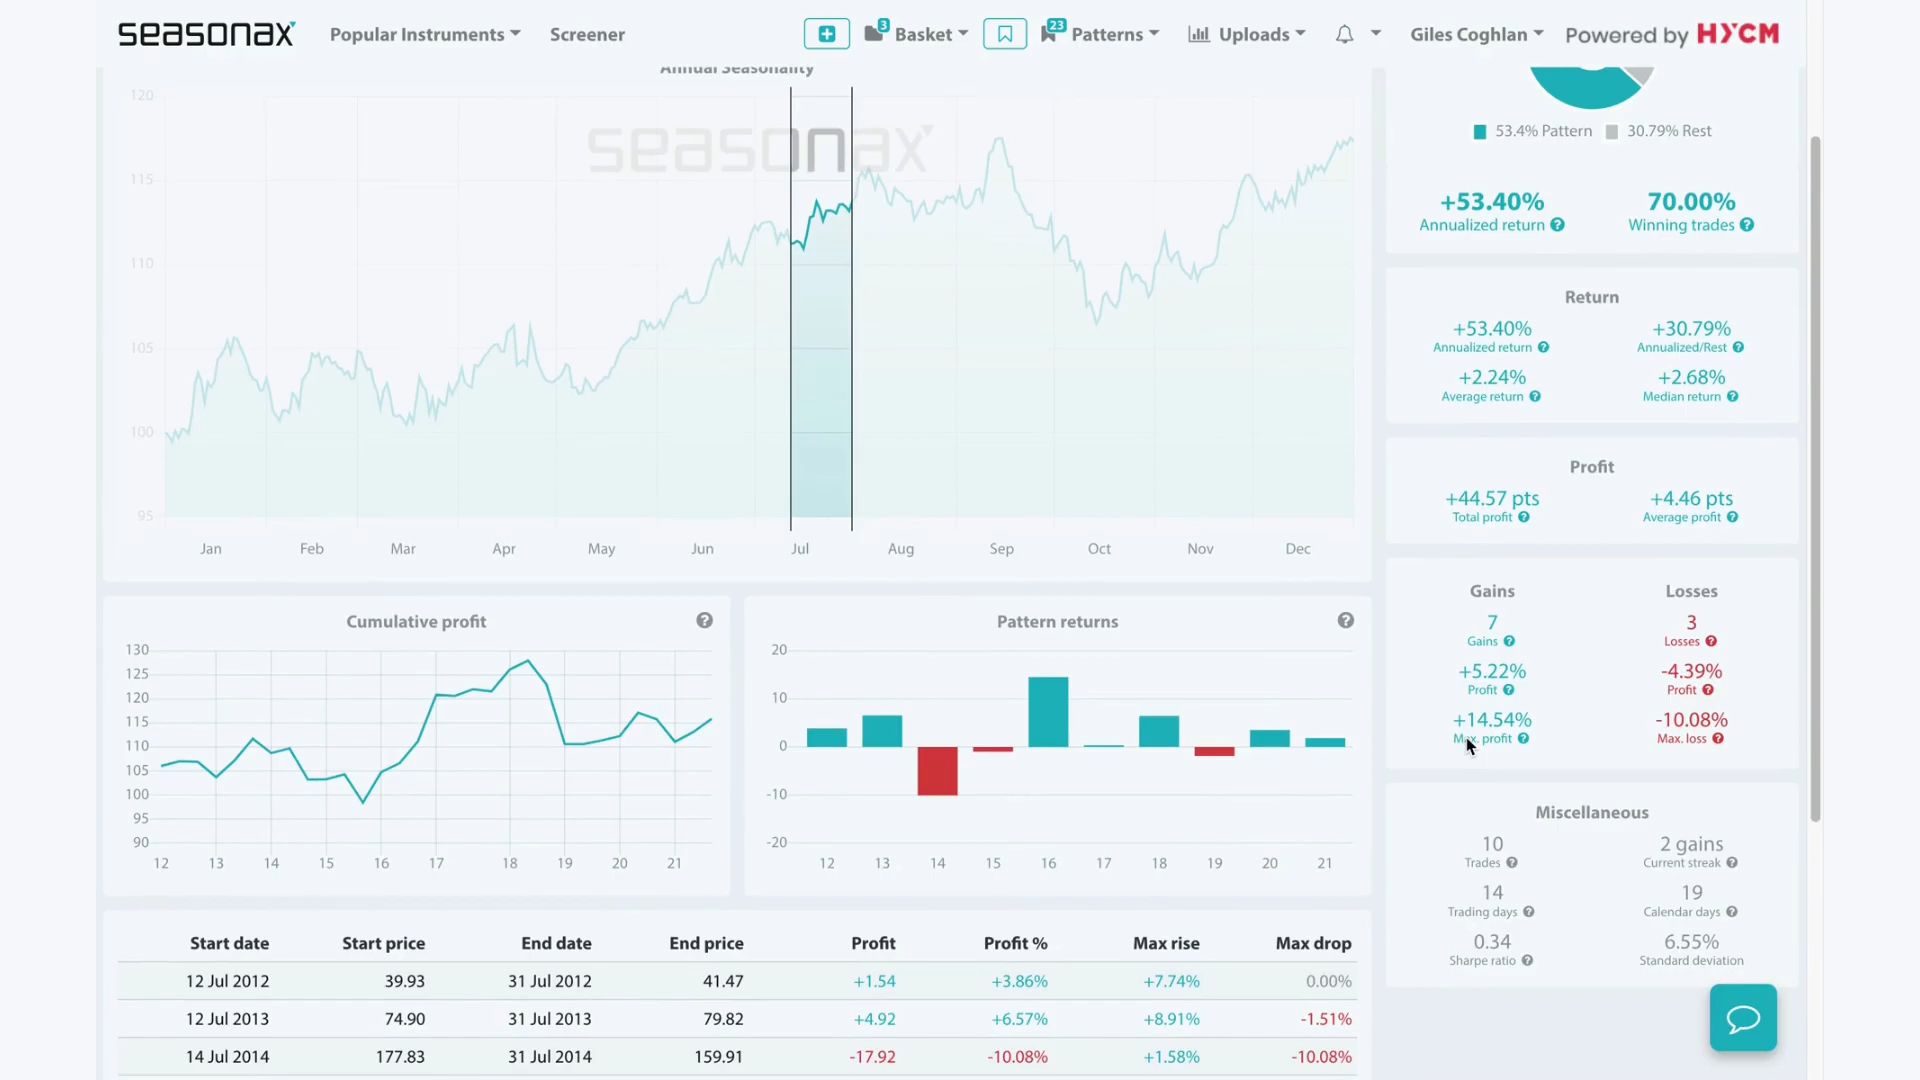 seasonax
Popular Instruments
Screener
3
Basket
23
Patterns
Uploads
Giles Coghlan
Powered by HYCM
Annual Seasonality
120
115
110
105
100
95
seasonax
Jan Feb Mar Apr May Jun Jul Aug Sep Oct Nov Dec
53.4% Pattern 30.79% Rest
+53.40% 70.00%
Annualized return ? Winning trades ?
Return
+53.40% +30.79%
Annualized return ? Annualized/Rest ?
+2.24% +2.68%
Average return ? Median return ?
Profit
+44.57 pts +4.46 pts
Total profit ? Average profit ?
Gains Losses
7 3
Gains ? Losses ?
+5.22% -4.39%
Profit ? Profit ?
+14.54% -10.08%
Max. profit ? Max. loss ?
Miscellaneous
10 2 gains
Trades ? Current streak ?
14 19
Trading days ? Calendar days ?
0.34 6.55%
Sharpe ratio ? Standard deviation
Cumulative profit ?
130
125
120
115
110
105
100
95
90
12 13 14 15 16 17 18 19 20 21
Pattern returns ?
20
10
0
-10
-20
12 13 14 15 16 17 18 19 20 21
Start date Start price End date End price Profit Profit % Max rise Max drop
12 Jul 2012 39.93 31 Jul 2012 41.47 +1.54 +3.86% +7.74% 0.00%
12 Jul 2013 74.90 31 Jul 2013 79.82 +4.92 +6.57% +8.91% -1.51%
14 Jul 2014 177.83 31 Jul 2014 159.91 -17.92 -10.08% +1.58% -10.08%